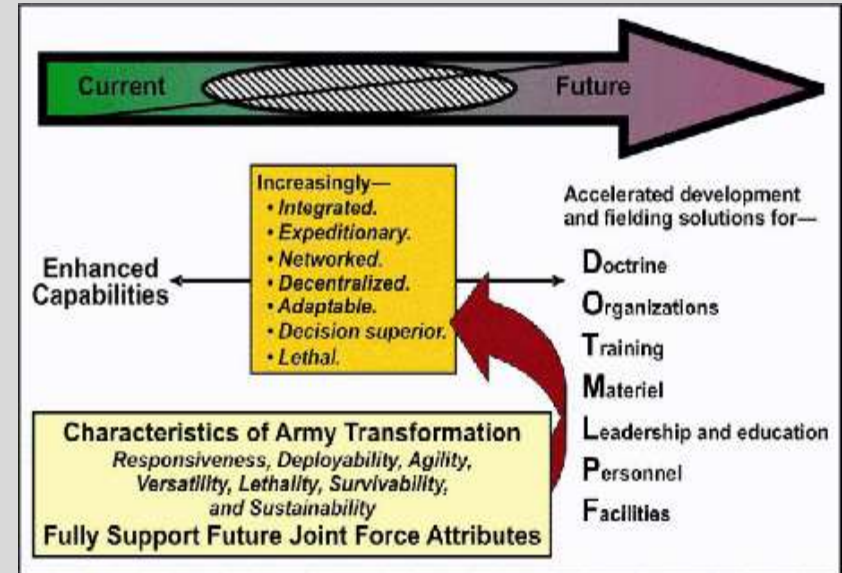 Current
Future
Increasingly—
• Integrated.
• Expeditionary.
• Networked.
• Decentralized.
• Adaptable.
• Decision superior.
• Lethal.
Enhanced
Capabilities
Accelerated development
and fielding solutions for—
Doctrine
Organizations
Training
Materiel
Leadership and education
Personnel
Facilities
Characteristics of Army Transformation
Responsiveness, Deployability, Agility,
Versatility, Lethality, Survivability,
and Sustainability
Fully Support Future Joint Force Attributes